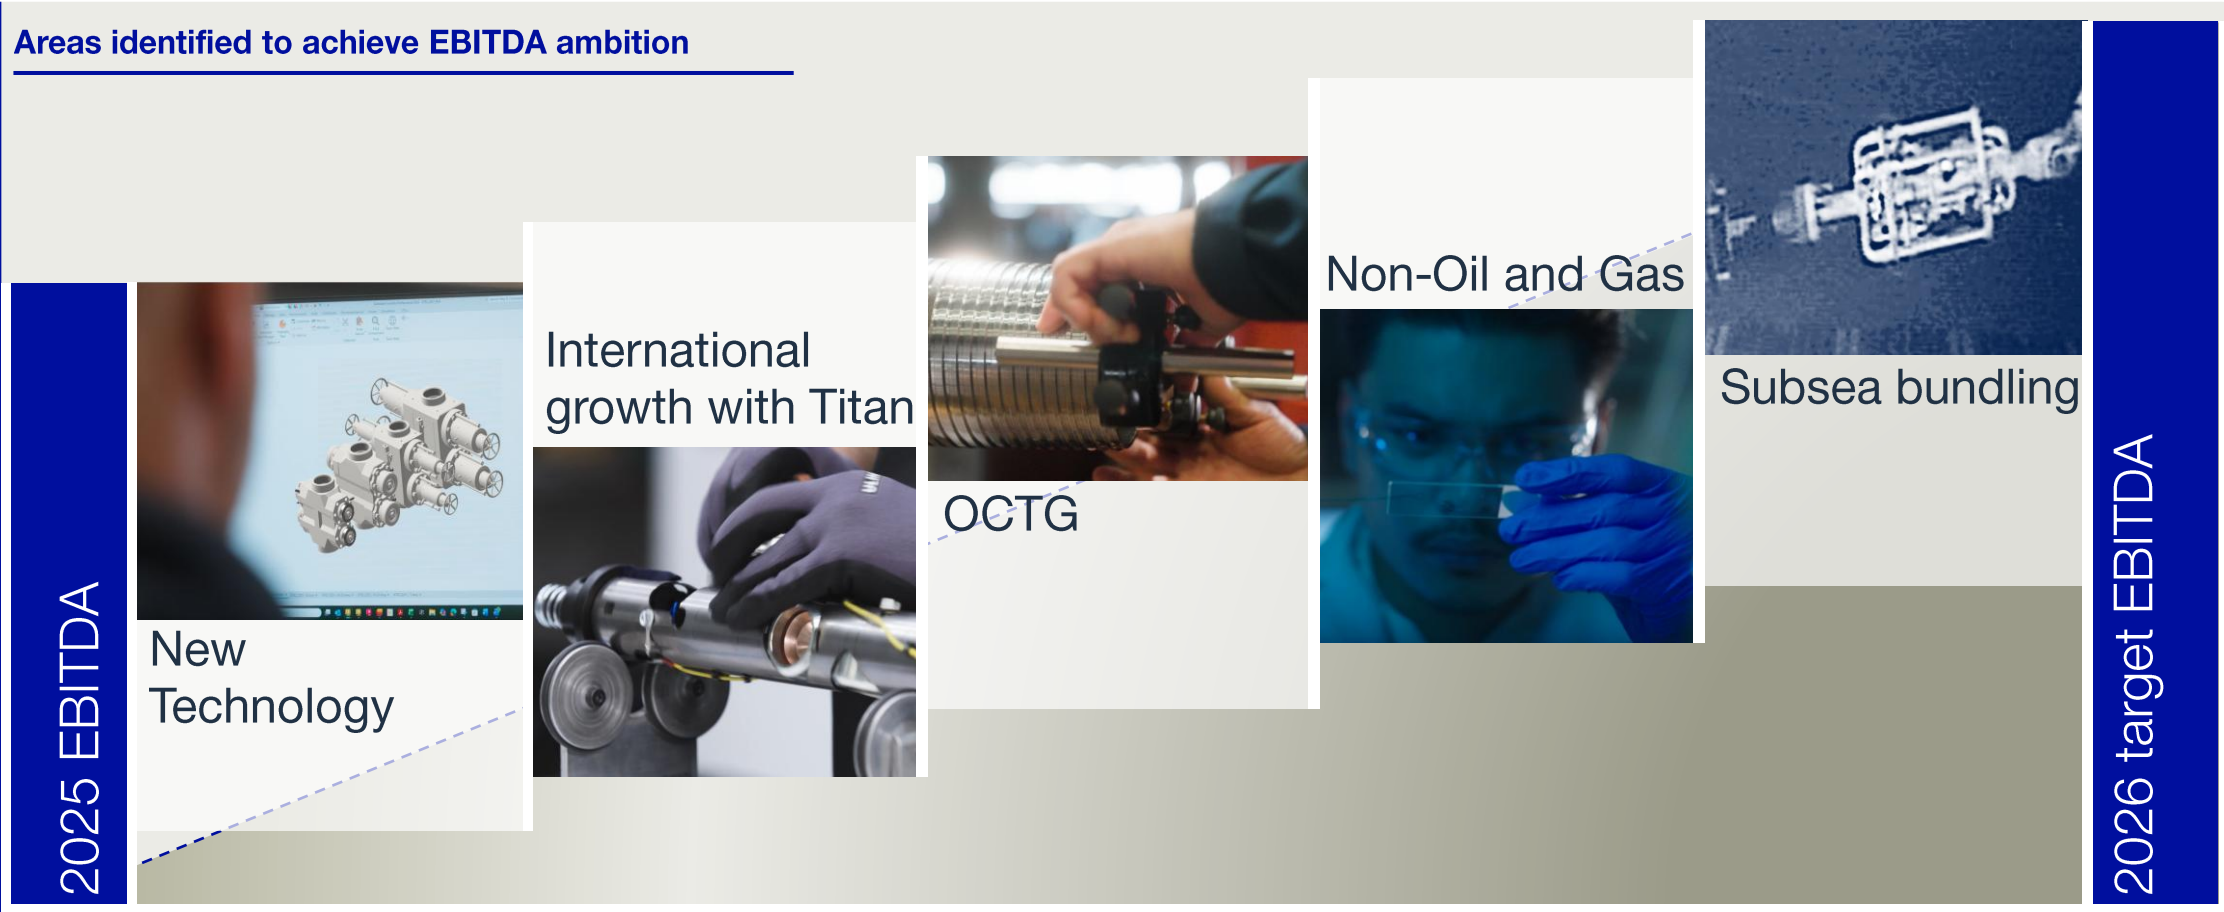 Areas identified to achieve EBITDA ambition
2025 EBITDA
New
Technology
International
growth with Titan
OCTG
Non-Oil and Gas
Subsea bundling
2026 target EBITDA